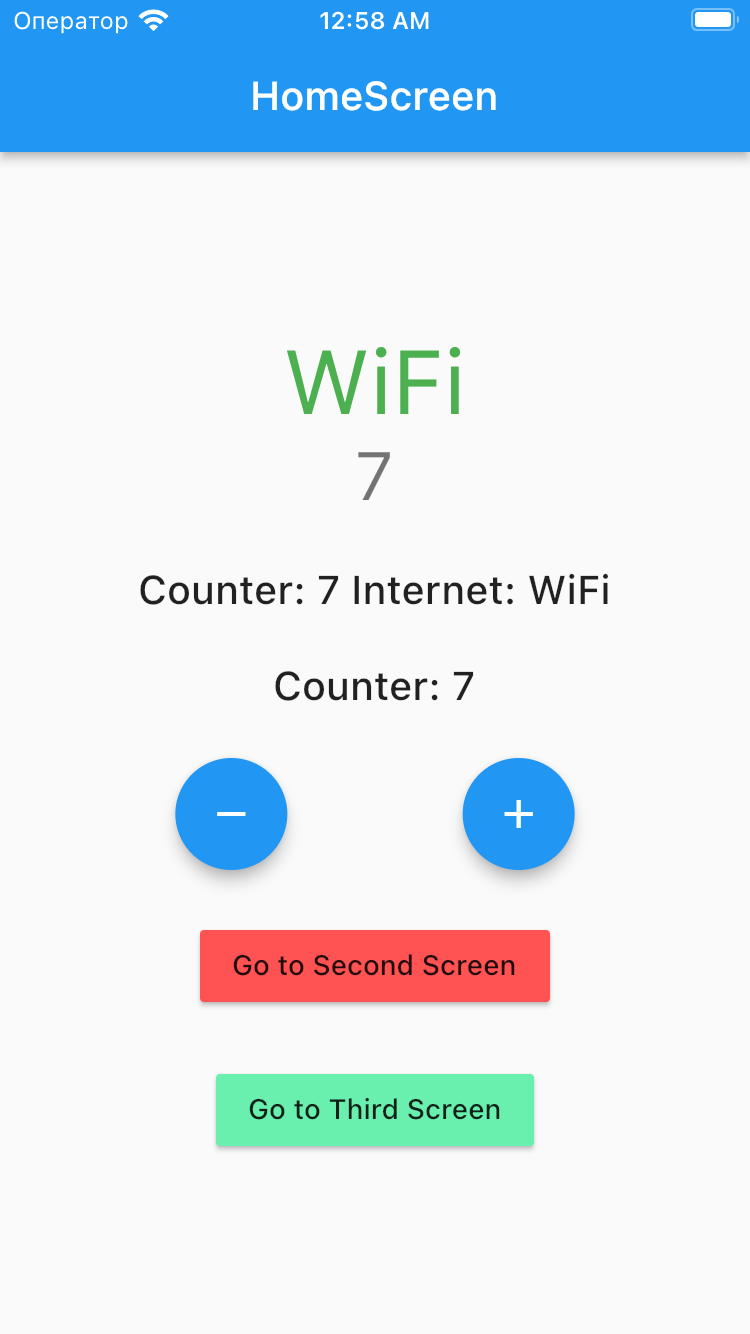 Оператор 12:58 AM
HomeScreen
WiFi
7
Counter: 7 Internet: WiFi
Counter: 7
− +
Go to Second Screen
Go to Third Screen